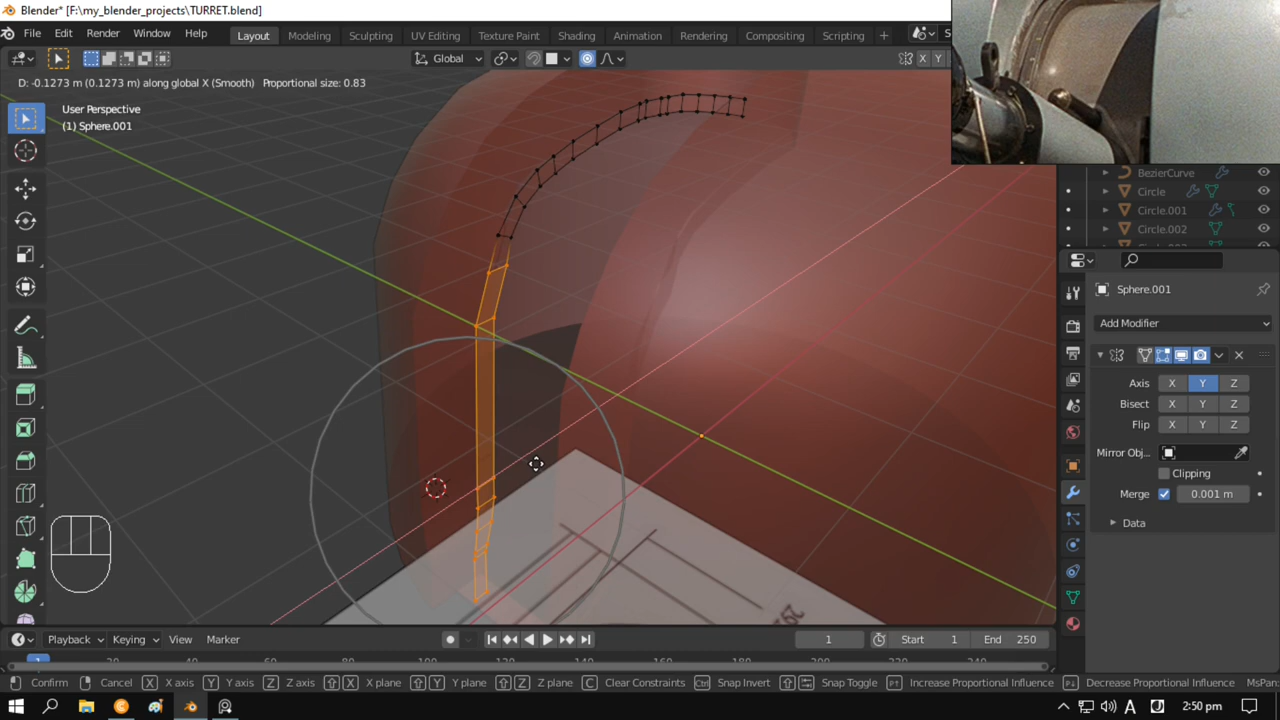 Blender* [F:\my_blender_projects\TURRET.blend]
File Edit Render Window Help Layout Modeling Sculpting UV Editing Texture Paint Shading Animation Rendering Compositing Scripting
Global X Y
D: -0.1273 m (0.1273 m) along global X (Smooth) Proportional size: 0.83
User Perspective
(1) Sphere.001
BezierCurve
Circle
Circle.001
Circle.002
Sphere.001
Add Modifier
Axis X Y Z
Bisect X Y Z
Flip X Y Z
Mirror Obj...
Clipping
Merge 0.001 m
Data
Playback Keying View Marker 1 Start 1 End 250
Confirm Cancel X X axis Y Y axis Z Z axis X X plane Y Y plane Z Z plane C Clear Constraints Ctrl Snap Invert Snap Toggle Increase Proportional Influence Decrease Proportional Influence MsPan:
A 2:50 pm